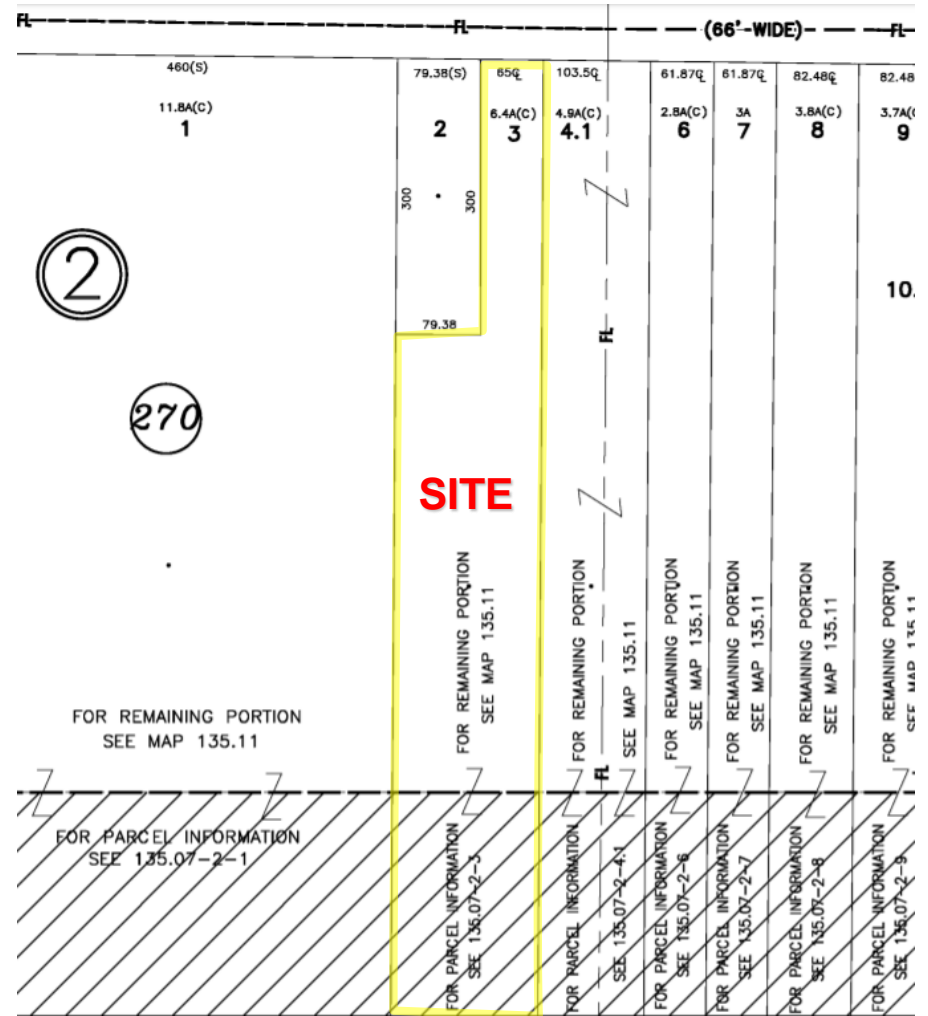 FL
FL
(66'-WIDE)
FL
460(S)
79.38(S)
65℄
103.5℄
61.87℄
61.87℄
82.48℄
82.48
11.8A(C)
6.4A(C)
4.9A(C)
2.8A(C)
3A
3.8A(C)
3.7A(C)
1
2
3
4.1
6
7
8
9
300
300
2
10.
79.38
FL
270
SITE
FOR REMAINING PORTION
SEE MAP 135.11
FOR REMAINING PORTION
SEE MAP 135.11
FOR REMAINING PORTION
SEE MAP 135.11
FOR REMAINING PORTION
SEE MAP 135.11
FOR REMAINING PORTION
SEE MAP 135.11
FOR REMAINING PORTION
SEE MAP 135.11
FOR REMAINING PORTION
SEE MAP 135.11
FL
FOR PARCEL INFORMATION
SEE 135.07-2-1
FOR PARCEL INFORMATION
SEE 135.07-2-3
FOR PARCEL INFORMATION
SEE 135.07-2-4.1
FOR PARCEL INFORMATION
SEE 135.07-2-6
FOR PARCEL INFORMATION
SEE 135.07-2-7
FOR PARCEL INFORMATION
SEE 135.07-2-8
FOR PARCEL INFORMATION
SEE 135.07-2-9